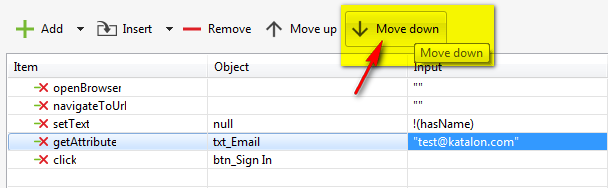 Add Insert Remove Move up Move down
Move down
Item Object Input
openBrowser ""
navigateToUrl ""
setText null !(hasName)
getAttribute txt_Email "test@katalon.com"
click btn_Sign In